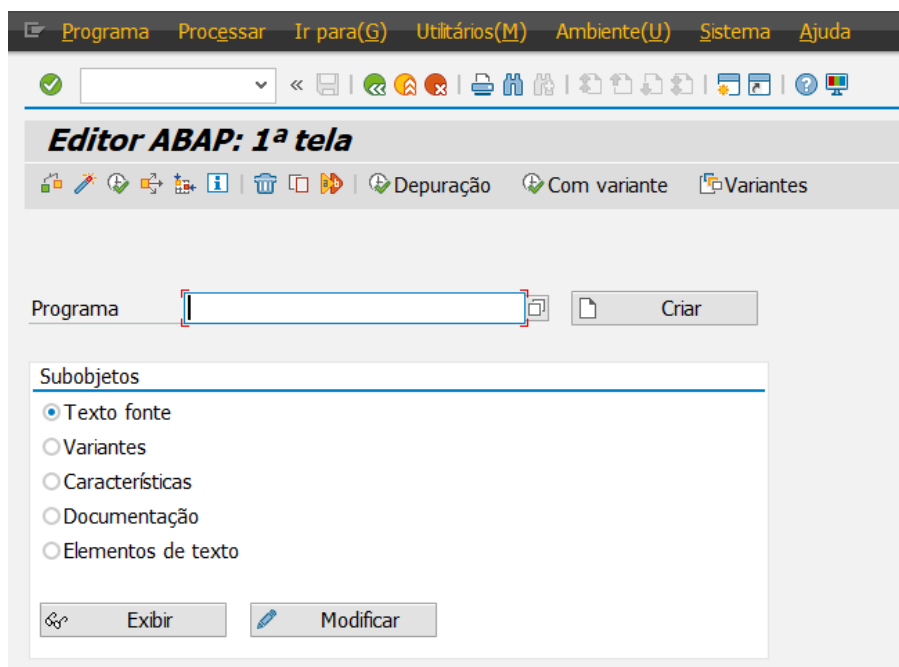 Programa Processar Ir para(G) Utilitários(M) Ambiente(U) Sistema Ajuda
Editor ABAP: 1ª tela
Depuração Com variante Variantes
Programa Criar
Subobjetos
Texto fonte
Variantes
Características
Documentação
Elementos de texto
Exibir Modificar